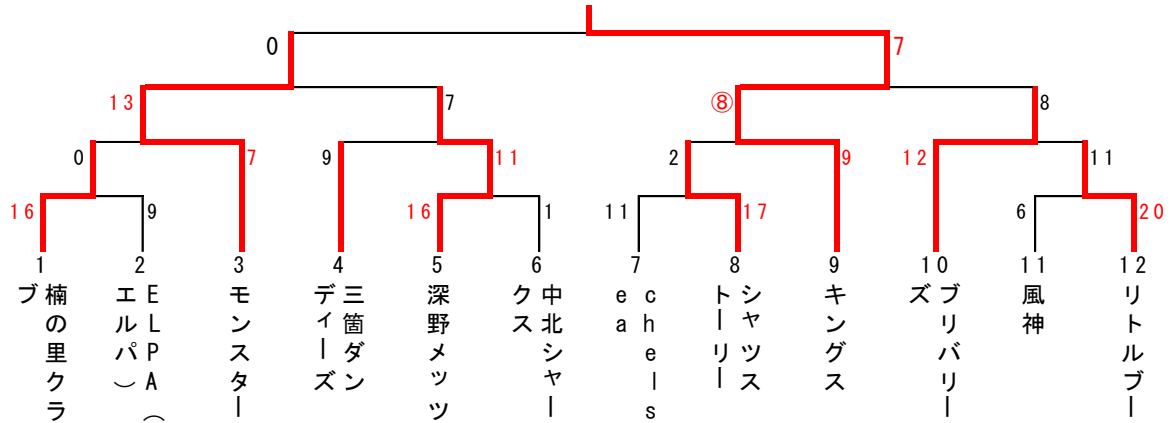 0 7
13 7 ⑧ 8
0 7 9 11 2 9 12 11
16 9 16 1 11 17 6 20
1 2 3 4 5 6 7 8 9 10 11 12
楠の里クラ
ブ
ELPA（
エルパ）
モンスター
三箇ダン
ディーズ
深野メッツ
中北シャー
クス
chels
ea
シャツス
トーリー
キングス
ブリバリー
ズ
風神
リトルブー